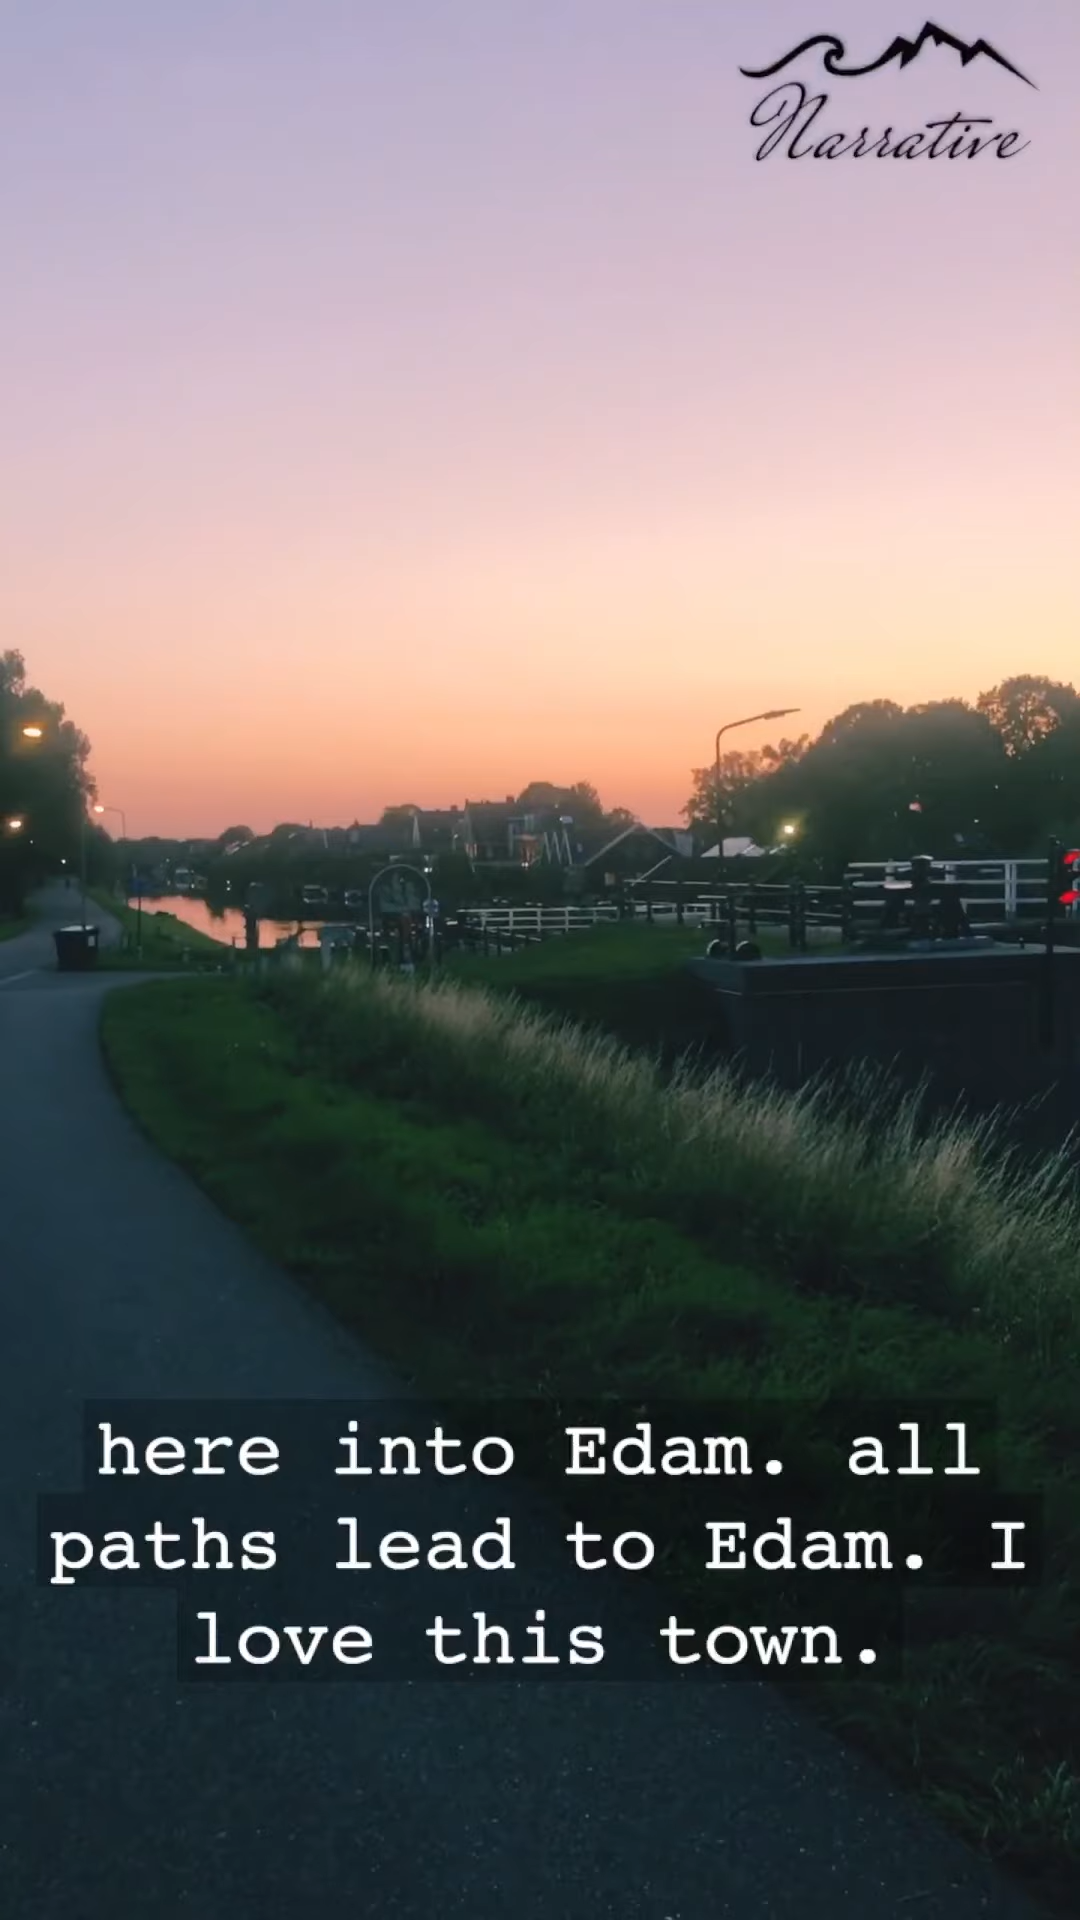 Narrative
here into Edam. all
paths lead to Edam. I
love this town.